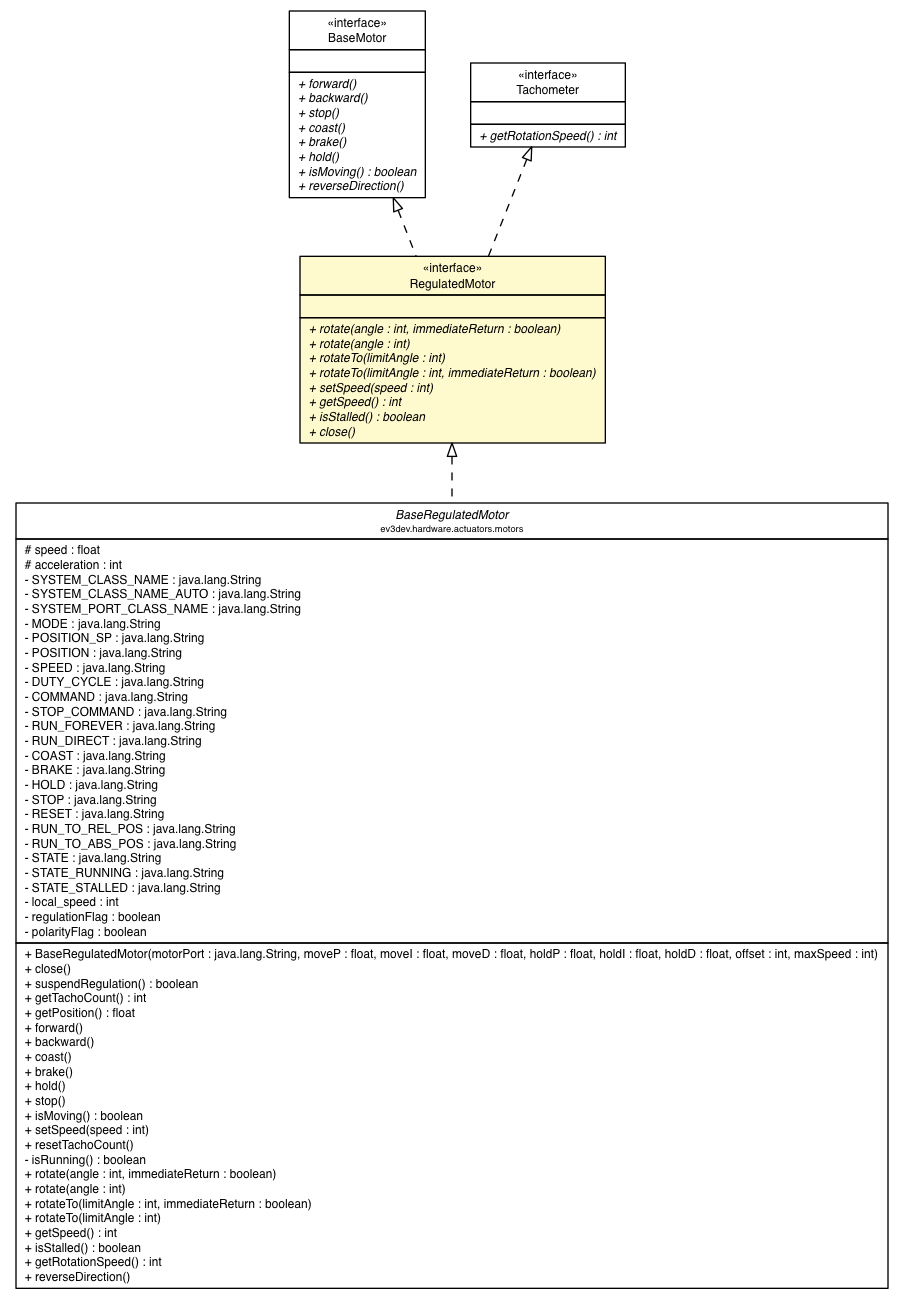 «interface»
BaseMotor
+ forward()
+ backward()
+ stop()
+ coast()
+ brake()
+ hold()
+ isMoving() : boolean
+ reverseDirection()
«interface»
Tachometer
+ getRotationSpeed() : int
«interface»
RegulatedMotor
+ rotate(angle : int, immediateReturn : boolean)
+ rotate(angle : int)
+ rotateTo(limitAngle : int)
+ rotateTo(limitAngle : int, immediateReturn : boolean)
+ setSpeed(speed : int)
+ getSpeed() : int
+ isStalled() : boolean
+ close()
BaseRegulatedMotor
ev3dev.hardware.actuators.motors
# speed : float
# acceleration : int
- SYSTEM_CLASS_NAME : java.lang.String
- SYSTEM_CLASS_NAME_AUTO : java.lang.String
- SYSTEM_PORT_CLASS_NAME : java.lang.String
- MODE : java.lang.String
- POSITION_SP : java.lang.String
- POSITION : java.lang.String
- SPEED : java.lang.String
- DUTY_CYCLE : java.lang.String
- COMMAND : java.lang.String
- STOP_COMMAND : java.lang.String
- RUN_FOREVER : java.lang.String
- RUN_DIRECT : java.lang.String
- COAST : java.lang.String
- BRAKE : java.lang.String
- HOLD : java.lang.String
- STOP : java.lang.String
- RESET : java.lang.String
- RUN_TO_REL_POS : java.lang.String
- RUN_TO_ABS_POS : java.lang.String
- STATE : java.lang.String
- STATE_RUNNING : java.lang.String
- STATE_STALLED : java.lang.String
- local_speed : int
- regulationFlag : boolean
- polarityFlag : boolean
+ BaseRegulatedMotor(motorPort : java.lang.String, moveP : float, moveI : float, moveD : float, holdP : float, holdI : float, holdD : float, offset : int, maxSpeed : int)
+ close()
+ suspendRegulation() : boolean
+ getTachoCount() : int
+ getPosition() : float
+ forward()
+ backward()
+ coast()
+ brake()
+ hold()
+ stop()
+ isMoving() : boolean
+ setSpeed(speed : int)
+ resetTachoCount()
- isRunning() : boolean
+ rotate(angle : int, immediateReturn : boolean)
+ rotate(angle : int)
+ rotateTo(limitAngle : int, immediateReturn : boolean)
+ rotateTo(limitAngle : int)
+ getSpeed() : int
+ isStalled() : boolean
+ getRotationSpeed() : int
+ reverseDirection()